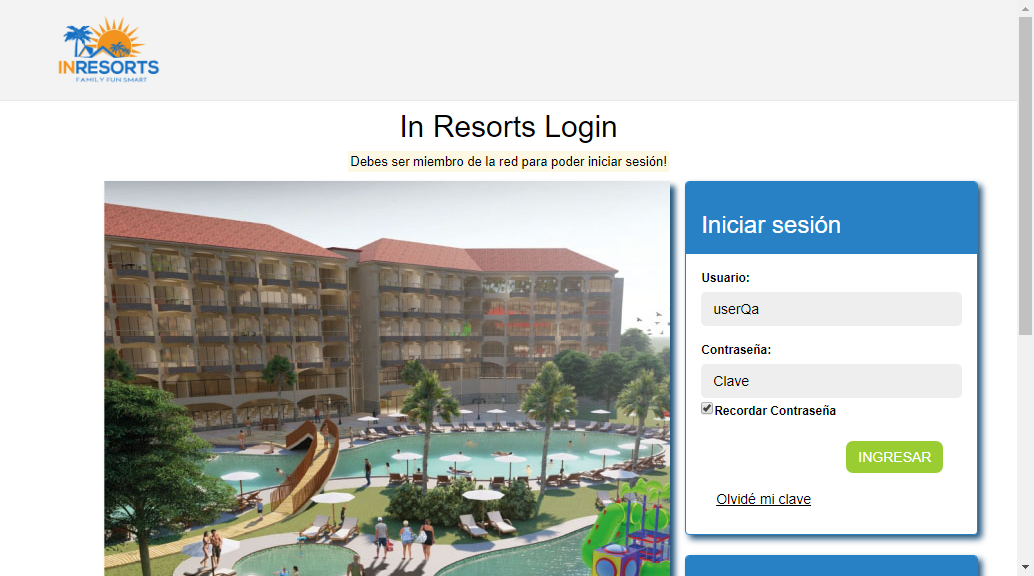 INRESORTS
FAMILY FUN SMART
In Resorts Login
Debes ser miembro de la red para poder iniciar sesión!
Iniciar sesión
Usuario:
userQa
Contraseña:
Clave
Recordar Contraseña
INGRESAR
Olvidé mi clave